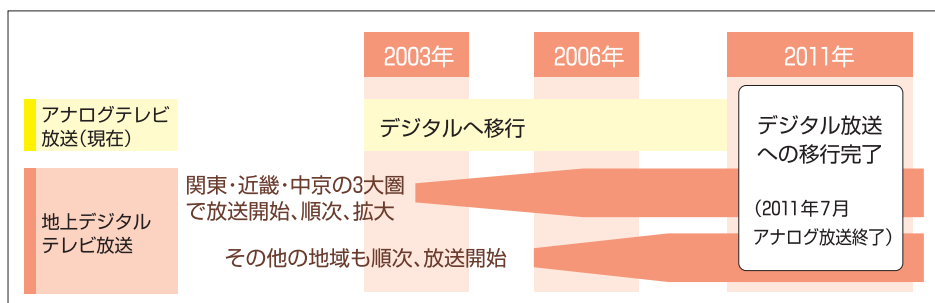 2003年
2006年
2011年
アナログテレビ
放送(現在)
デジタルへ移行
デジタル放送
への移行完了
(2011年7月
アナログ放送終了)
地上デジタル
テレビ放送
関東・近畿・中京の3大圏
で放送開始、順次、拡大
その他の地域も順次、放送開始